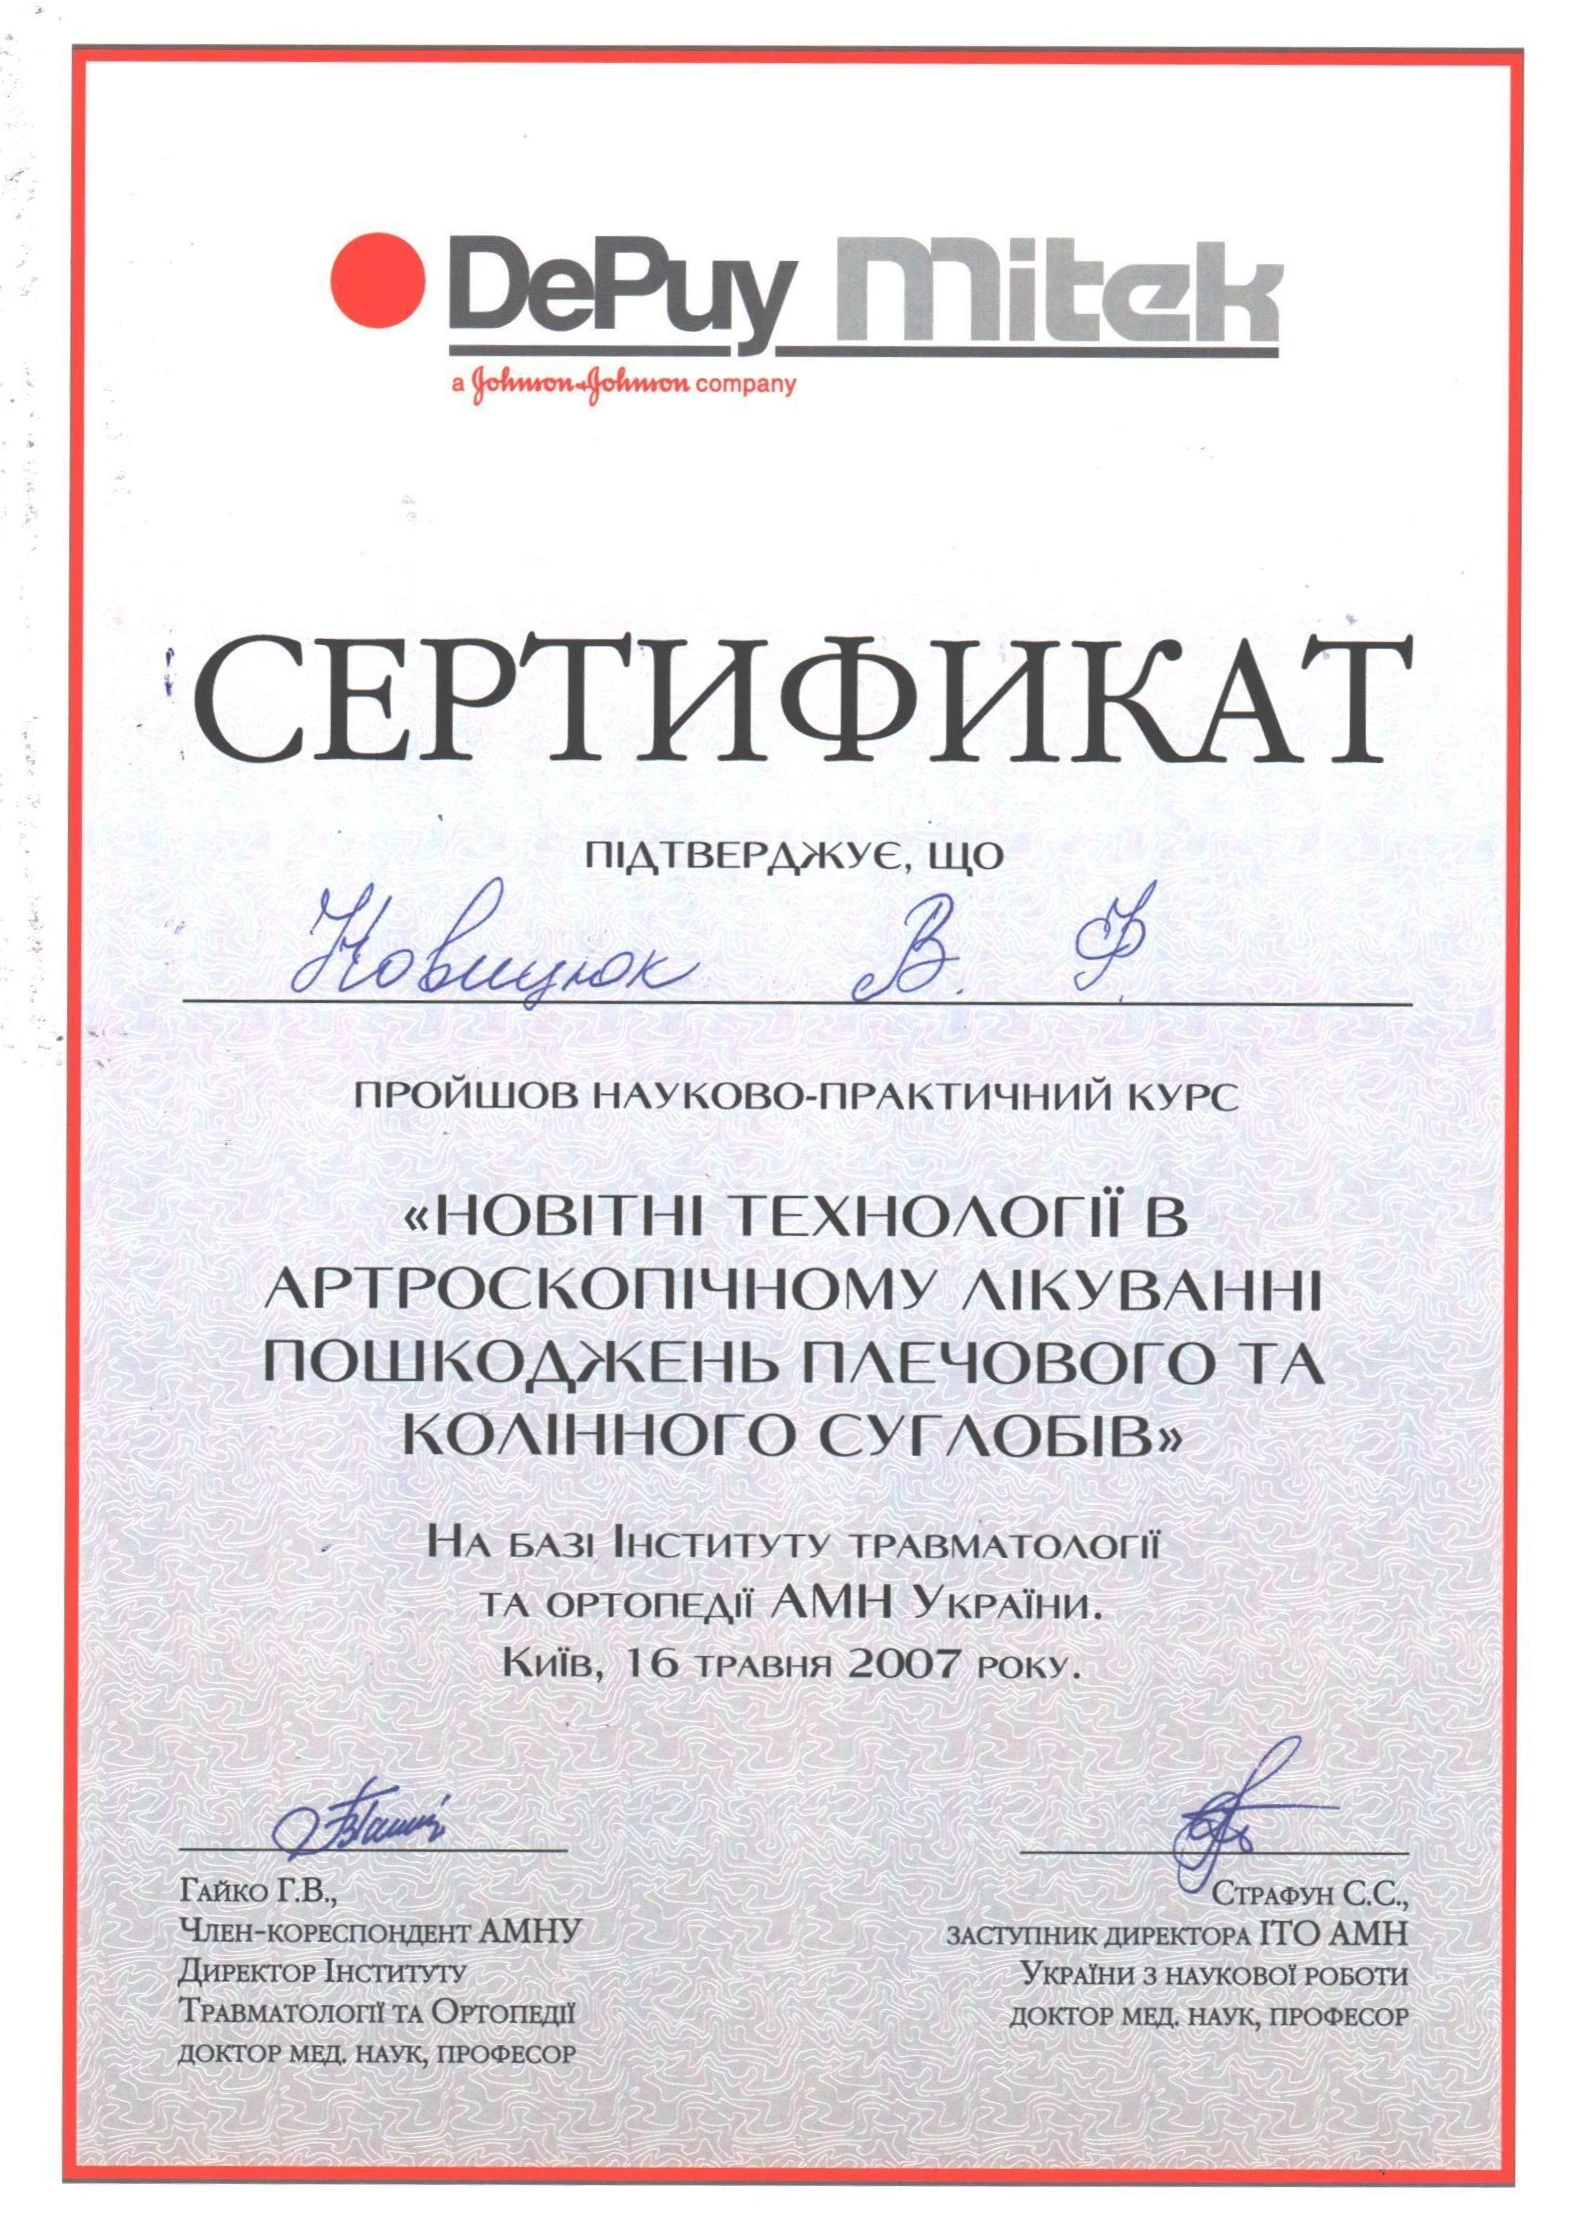 DePuy Mitek
a Johnson & Johnson company
СЕРТИФИКАТ
ПІДТВЕРДЖУЄ, ЩО
Новицюк В. Ф.
ПРОЙШОВ НАУКОВО-ПРАКТИЧНИЙ КУРС
«НОВІТНІ ТЕХНОЛОГІЇ В
АРТРОСКОПІЧНОМУ ЛІКУВАННІ
ПОШКОДЖЕНЬ ПЛЕЧОВОГО ТА
КОЛІННОГО СУГЛОБІВ»
На базі Інституту травматології
та ортопедії АМН України.
Київ, 16 травня 2007 року.
Гайко Г.В.,
Член-кореспондент АМНУ
Директор Інституту
Травматології та Ортопедії
доктор мед. наук, професор
Страфун С.С.,
заступник директора ІТО АМН
України з наукової роботи
доктор мед. наук, професор